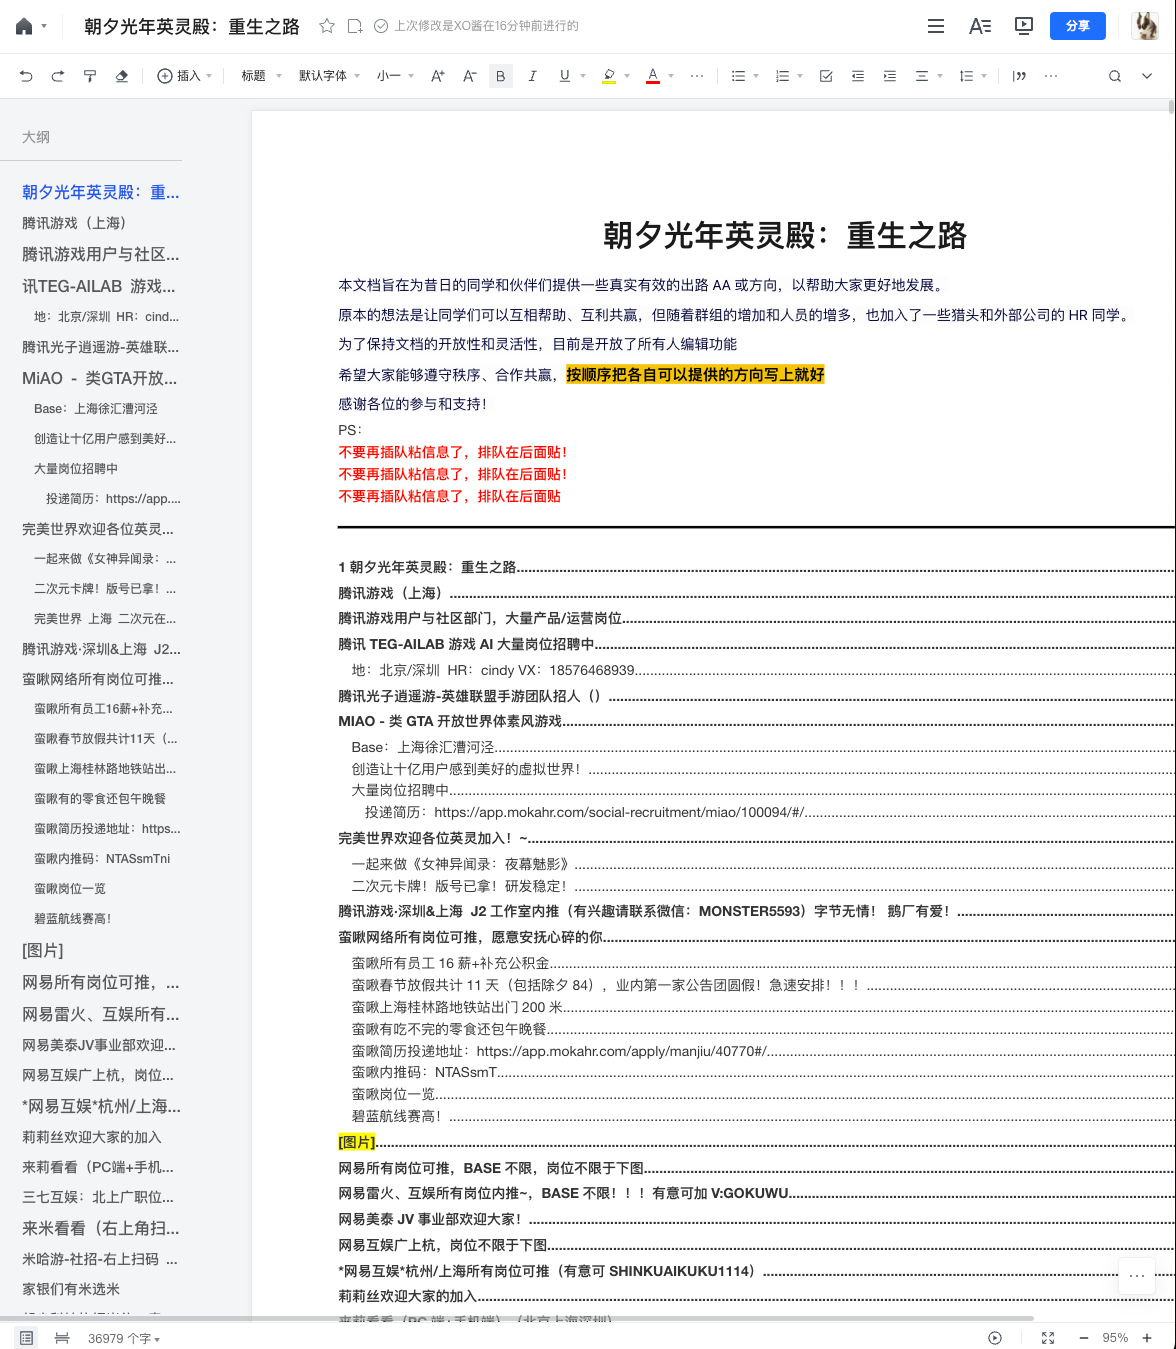 朝夕光年英灵殿：重生之路
上次修改是XO酱在16分钟前进行的
分享
插入
标题
默认字体
小一
B
I
U
A
大纲
朝夕光年英灵殿：重...
腾讯游戏（上海）
腾讯游戏用户与社区...
讯TEG-AILAB 游戏...
地：北京/深圳 HR：cind...
腾讯光子逍遥游-英雄联...
MiAO - 类GTA开放...
Base：上海徐汇漕河泾
创造让十亿用户感到美好...
大量岗位招聘中
投递简历：https://app....
完美世界欢迎各位英灵...
一起来做《女神异闻录：...
二次元卡牌！版号已拿！...
完美世界 上海 二次元在...
腾讯游戏·深圳&上海 J2...
蛮啾网络所有岗位可推...
蛮啾所有员工16薪+补充...
蛮啾春节放假共计11天（...
蛮啾上海桂林路地铁站出...
蛮啾有的零食还包午晚餐
蛮啾简历投递地址：https...
蛮啾内推码：NTASsmTni
蛮啾岗位一览
碧蓝航线赛高！
[图片]
网易所有岗位可推，...
网易雷火、互娱所有...
网易美泰JV事业部欢迎...
网易互娱广上杭，岗位...
*网易互娱*杭州/上海...
莉莉丝欢迎大家的加入
来莉看看（PC端+手机...
三七互娱：北上广职位...
来米看看（右上角扫...
米哈游-社招-右上扫码 ...
家银们有米选米
朝夕光年英灵殿：重生之路
本文档旨在为昔日的同学和伙伴们提供一些真实有效的出路 AA 或方向，以帮助大家更好地发展。
原本的想法是让同学们可以互相帮助、互利共赢，但随着群组的增加和人员的增多，也加入了一些猎头和外部公司的 HR 同学。
为了保持文档的开放性和灵活性，目前是开放了所有人编辑功能
希望大家能够遵守秩序、合作共赢，按顺序把各自可以提供的方向写上就好
感谢各位的参与和支持！
PS：
不要再插队粘信息了，排队在后面贴！
不要再插队粘信息了，排队在后面贴！
不要再插队粘信息了，排队在后面贴
1 朝夕光年英灵殿：重生之路
腾讯游戏（上海）
腾讯游戏用户与社区部门，大量产品/运营岗位
腾讯 TEG-AILAB 游戏 AI 大量岗位招聘中
地：北京/深圳 HR：cindy VX：18576468939
腾讯光子逍遥游-英雄联盟手游团队招人（）
MIAO - 类 GTA 开放世界体素风游戏
Base：上海徐汇漕河泾
创造让十亿用户感到美好的虚拟世界！
大量岗位招聘中
投递简历：https://app.mokahr.com/social-recruitment/miao/100094/#/
完美世界欢迎各位英灵加入！~
一起来做《女神异闻录：夜幕魅影》
二次元卡牌！版号已拿！研发稳定！
腾讯游戏·深圳&上海 J2 工作室内推（有兴趣请联系微信：MONSTER5593）字节无情！ 鹅厂有爱！
蛮啾网络所有岗位可推，愿意安抚心碎的你
蛮啾所有员工 16 薪+补充公积金
蛮啾春节放假共计 11 天（包括除夕 84），业内第一家公告团圆假！急速安排！！！
蛮啾上海桂林路地铁站出门 200 米
蛮啾有吃不完的零食还包午晚餐
蛮啾简历投递地址：https://app.mokahr.com/apply/manjiu/40770#/
蛮啾内推码：NTASsmT
蛮啾岗位一览
碧蓝航线赛高！
[图片]
网易所有岗位可推，BASE 不限，岗位不限于下图
网易雷火、互娱所有岗位内推~，BASE 不限！！！有意可加 V:GOKUWU
网易美泰 JV 事业部欢迎大家！
网易互娱广上杭，岗位不限于下图
*网易互娱*杭州/上海所有岗位可推（有意可 SHINKUAIKUKU1114）
莉莉丝欢迎大家的加入
来莉看看（PC 端+手机端）（北京上海深圳）
36979 个字
95%